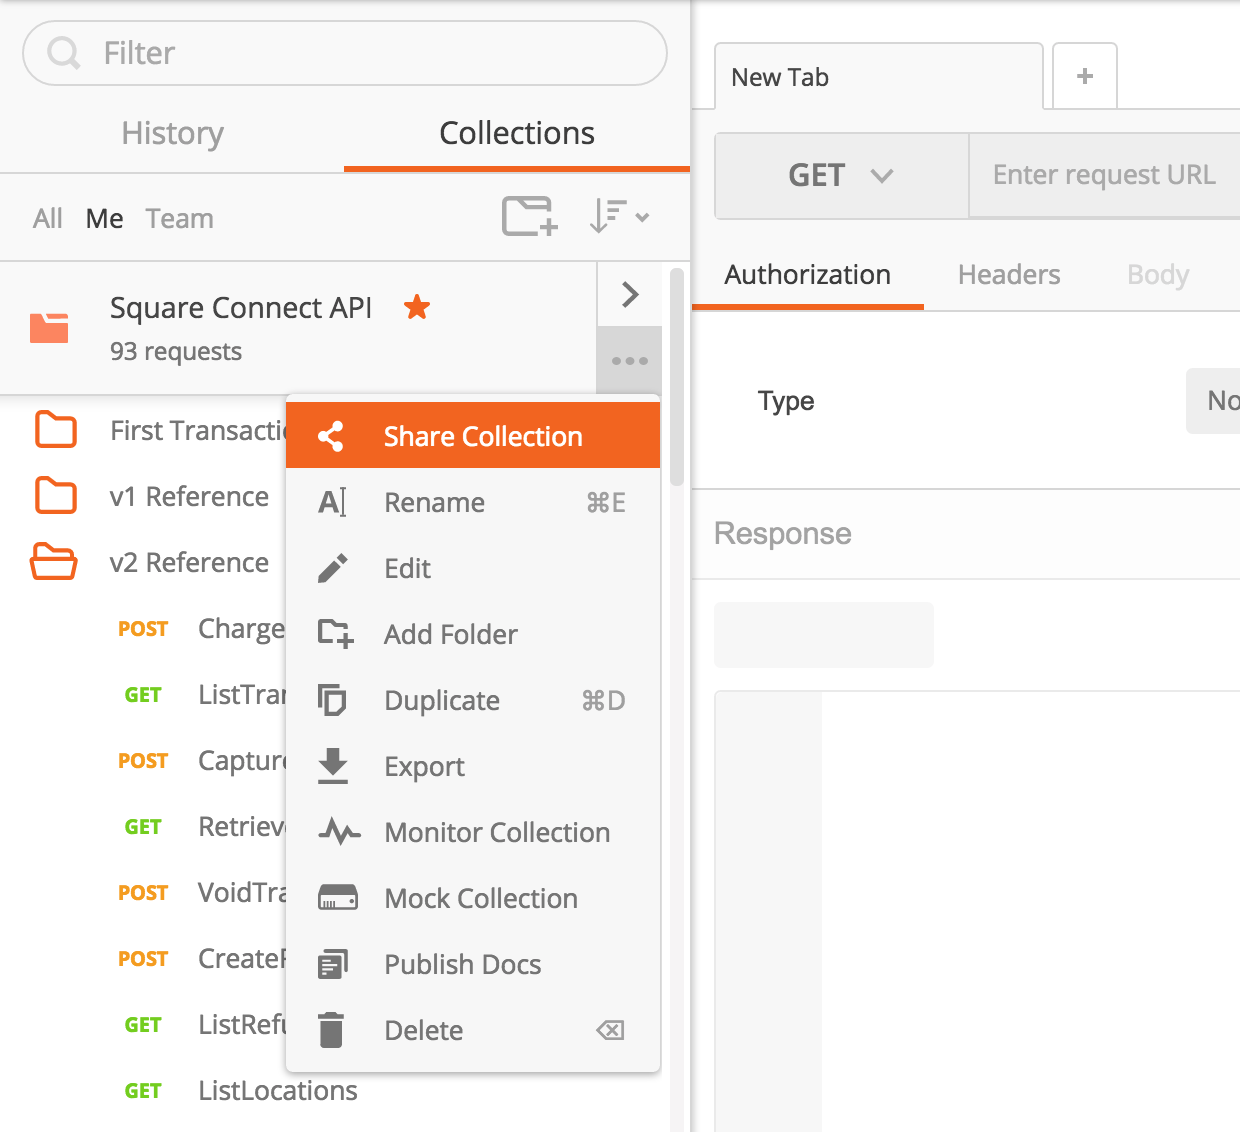 Filter
History
Collections
All Me Team
Square Connect API
93 requests
First Transacti
v1 Reference
v2 Reference
POST Charge
GET ListTra
POST Captur
GET Retriev
POST VoidTra
POST Create
GET ListRef
GET ListLocations
Share Collection
Rename ⌘E
Edit
Add Folder
Duplicate ⌘D
Export
Monitor Collection
Mock Collection
Publish Docs
Delete ⌫
New Tab +
GET Enter request URL
Authorization Headers Body
Type No
Response